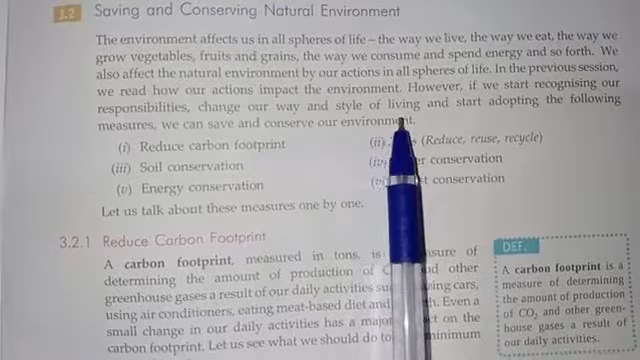 3.2 Saving and Conserving Natural Environment
The environment affects us in all spheres of life – the way we live, the way we eat, the way we
grow vegetables, fruits and grains, the way we consume and spend energy and so forth. We
also affect the natural environment by our actions in all spheres of life. In the previous session,
we read how our actions impact the environment. However, if we start recognising our
responsibilities, change our way and style of living and start adopting the following
measures, we can save and conserve our environment.
(i) Reduce carbon footprint (ii) (Reduce, reuse, recycle)
(iii) Soil conservation (iv) conservation
(v) Energy conservation conservation
Let us talk about these measures one by one.
3.2.1 Reduce Carbon Footprint
A carbon footprint, measured in tons, is of
determining the amount of production of other
greenhouse gases a result of our daily activities cars,
using air conditioners, eating meat-based diet and Even a
small change in our daily activities has a on the
carbon footprint. Let us see what we should do to minimum
DEF.
A carbon footprint is a
measure of determining
the amount of production
of CO₂ and other green-
house gases a result of
our daily activities.